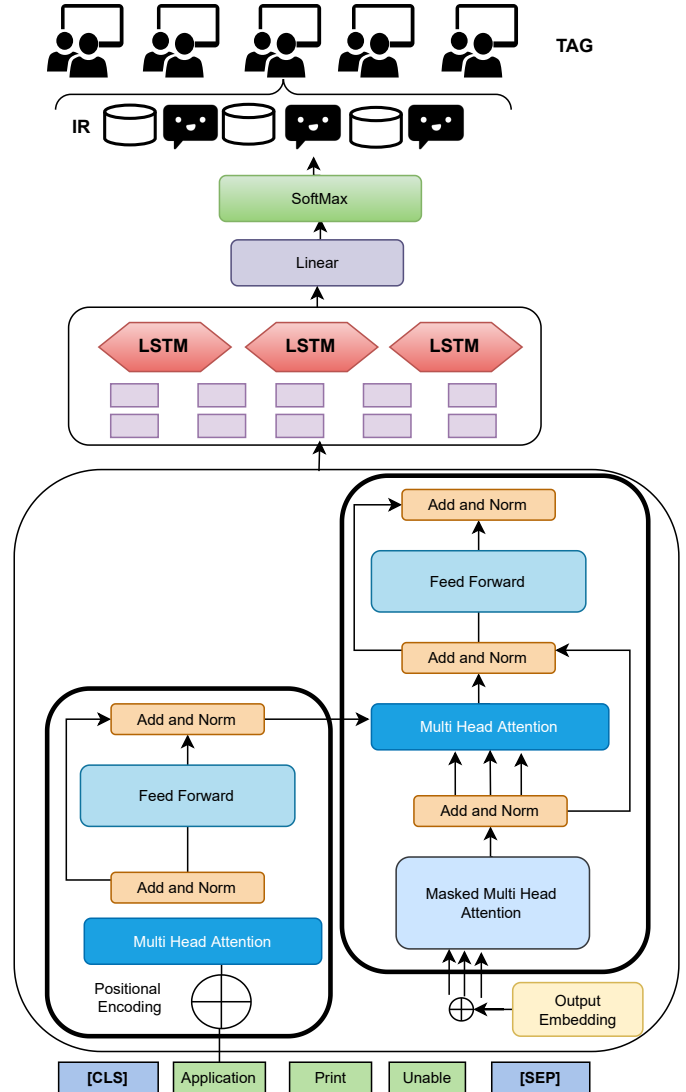 TAG
IR
SoftMax
Linear
LSTM LSTM LSTM
Add and Norm
Feed Forward
Add and Norm
Multi Head Attention
Add and Norm
Masked Multi Head
Attention
Output
Embedding
Add and Norm
Feed Forward
Add and Norm
Multi Head Attention
Positional
Encoding
[CLS] Application Print Unable [SEP]